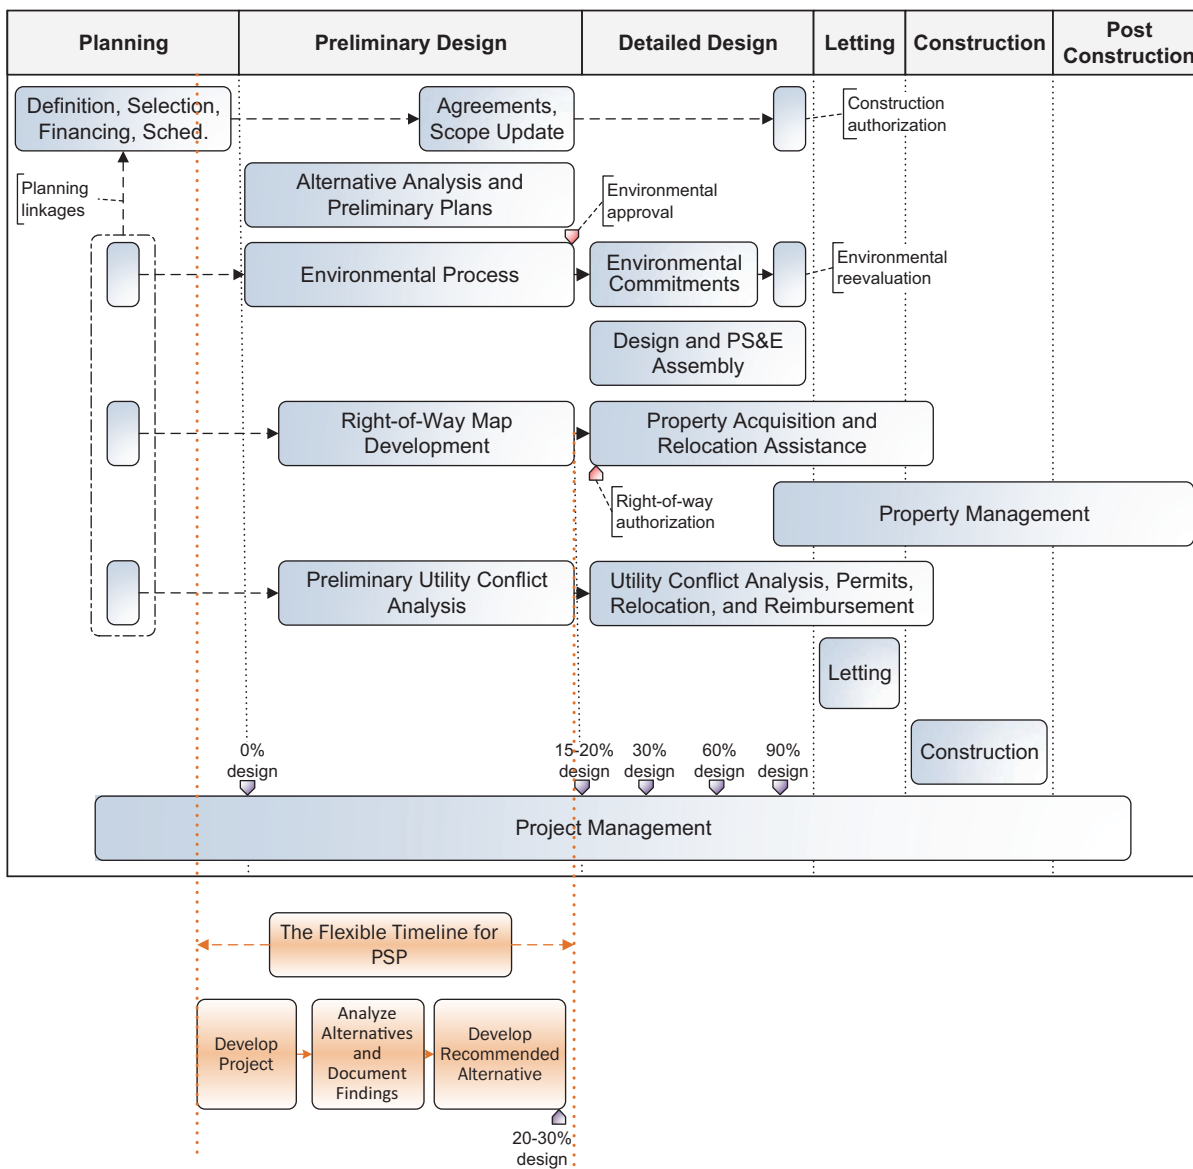 Planning
Preliminary Design
Detailed Design
Letting
Construction
Post
Construction
Definition, Selection,
Financing, Sched.
Agreements,
Scope Update
Construction
authorization
Planning
linkages
Alternative Analysis and
Preliminary Plans
Environmental
approval
Environmental Process
Environmental
Commitments
Environmental
reevaluation
Design and PS&E
Assembly
Right-of-Way Map
Development
Property Acquisition and
Relocation Assistance
Right-of-way
authorization
Property Management
Preliminary Utility Conflict
Analysis
Utility Conflict Analysis, Permits,
Relocation, and Reimbursement
Letting
Construction
0%
design
15-20%
design
30%
design
60%
design
90%
design
Project Management
The Flexible Timeline for
PSP
Develop
Project
Analyze
Alternatives
and
Document
Findings
Develop
Recommended
Alternative
20-30%
design